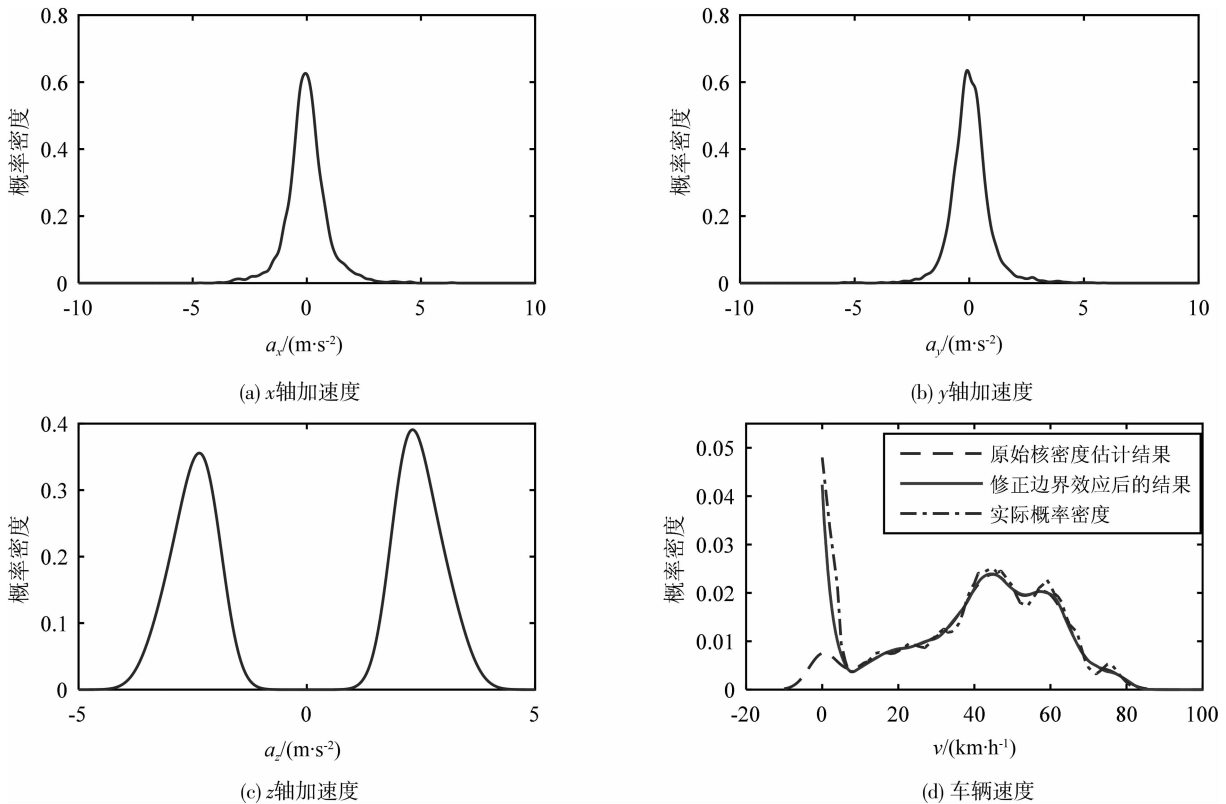 0.8
0.6
0.4
0.2
0
概率密度
-10
-5
0
5
10
ax/(m·s-2)
(a) x轴加速度
0.8
0.6
0.4
0.2
0
概率密度
-10
-5
0
5
10
ay/(m·s-2)
(b) y轴加速度
0.4
0.3
0.2
0.1
0
概率密度
-5
0
5
az/(m·s-2)
(c) z轴加速度
0.05
0.04
0.03
0.02
0.01
0
概率密度
原始核密度估计结果
修正边界效应后的结果
实际概率密度
-20
0
20
40
60
80
100
v/(km·h-1)
(d) 车辆速度